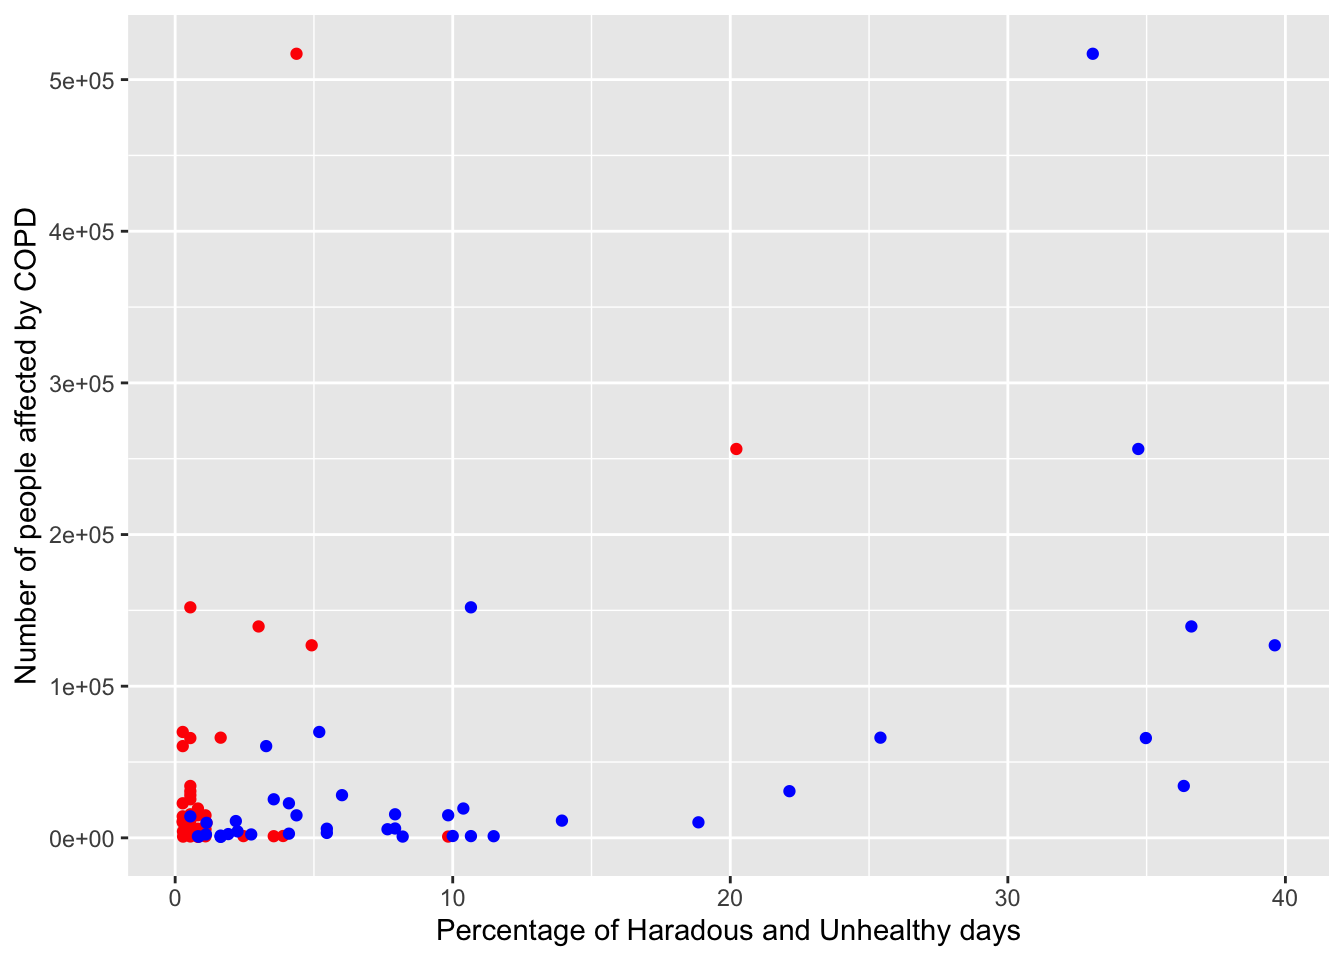 Number of people affected by COPD
5e+05
4e+05
3e+05
2e+05
1e+05
0e+00
0 10 20 30 40
Percentage of Haradous and Unhealthy days